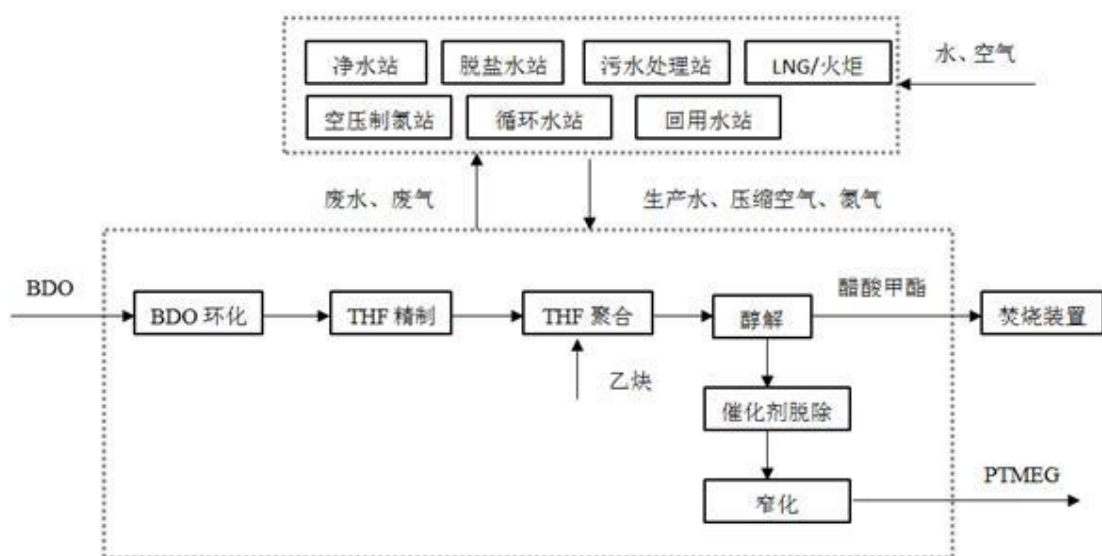 净水站 脱盐水站 污水处理站 LNG/火炬 水、空气
空压制氮站 循环水站 回用水站
废水、废气 生产水、压缩空气、氮气
BDO 醋酸甲酯
BDO 环化 THF 精制 THF 聚合 醇解 焚烧装置
乙炔
催化剂脱除
PTMEG
窄化